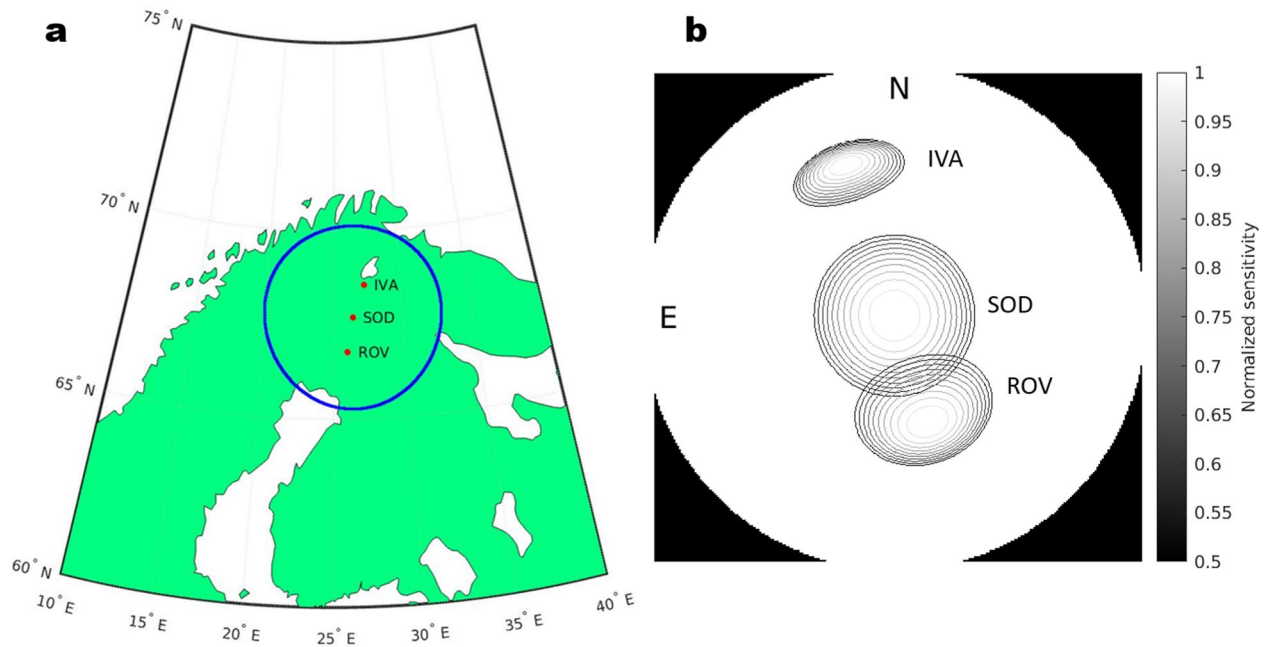 a
75° N
70° N
65° N
60° N
10° E
15° E
20° E
25° E
30° E
35° E
40° E
IVA
SOD
ROV
b
N
E
IVA
SOD
ROV
1
0.95
0.9
0.85
0.8
0.75
0.7
0.65
0.6
0.55
0.5
Normalized sensitivity